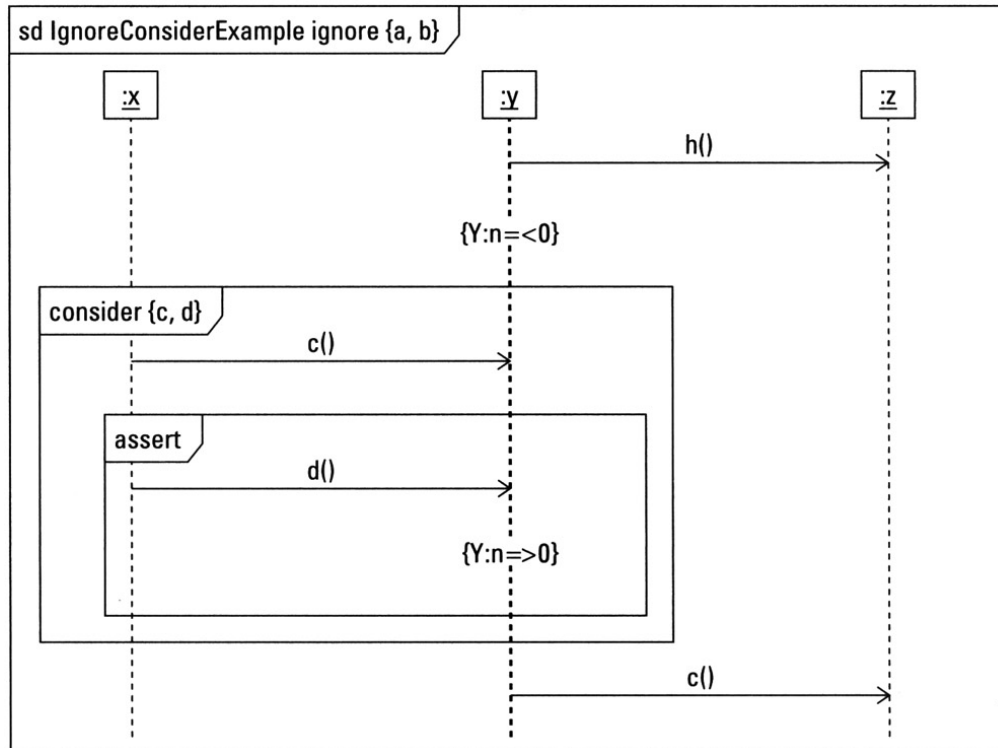 sd IgnoreConsiderExample ignore {a, b}
:x
:y
:z
h()
{Y:n=<0}
consider {c, d}
c()
assert
d()
{Y:n=>0}
c()